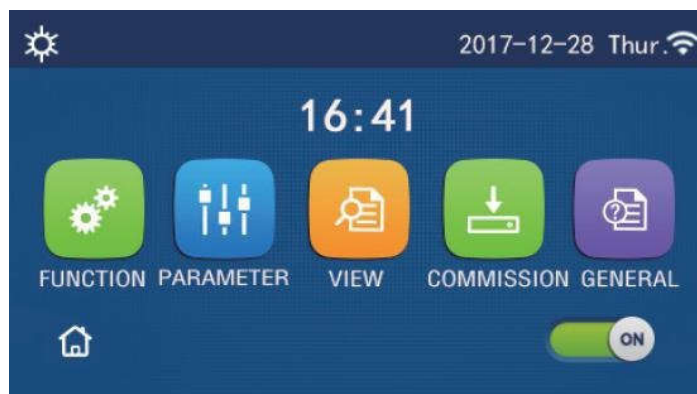 2017-12-28 Thur.
16:41
FUNCTION PARAMETER VIEW COMMISSION GENERAL
ON